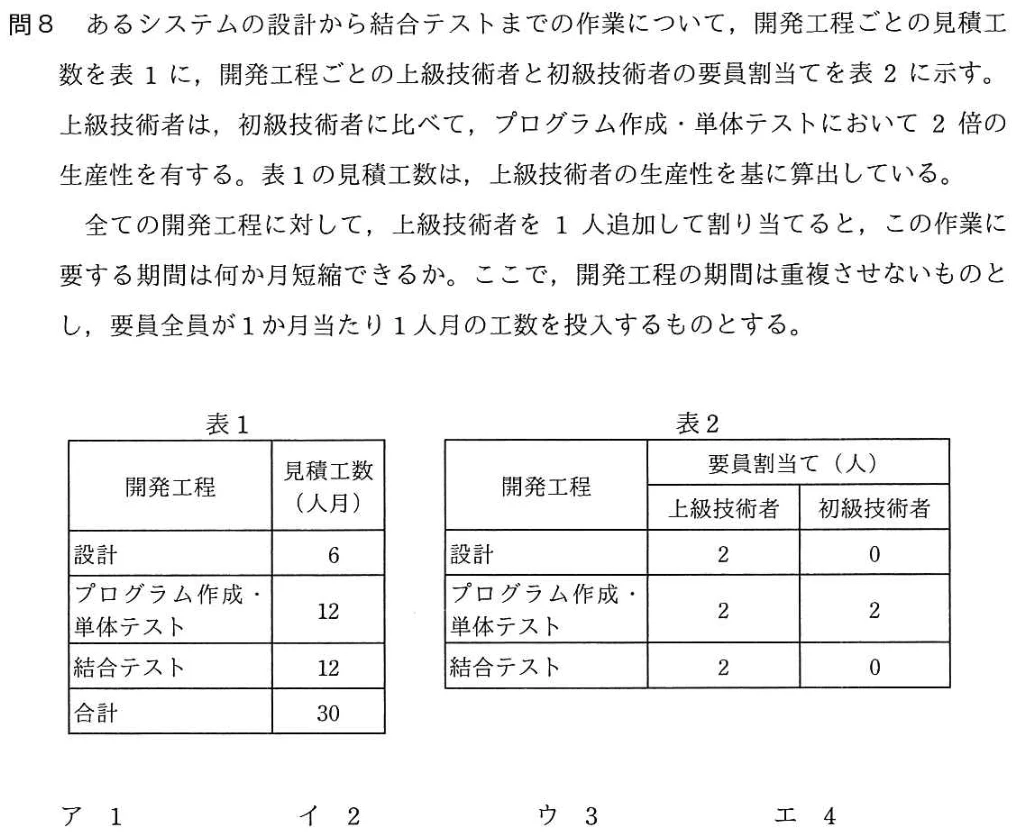 問8　あるシステムの設計から結合テストまでの作業について，開発工程ごとの見積工
数を表 1 に，開発工程ごとの上級技術者と初級技術者の要員割当てを表 2 に示す。
上級技術者は，初級技術者に比べて，プログラム作成・単体テストにおいて 2 倍の
生産性を有する。表1の見積工数は，上級技術者の生産性を基に算出している。
全ての開発工程に対して，上級技術者を 1 人追加して割り当てると，この作業に
要する期間は何か月短縮できるか。ここで，開発工程の期間は重複させないものと
し，要員全員が1か月当たり1人月の工数を投入するものとする。
表1
開発工程　見積工数
（人月）
設計　6
プログラム作成・
単体テスト　12
結合テスト　12
合計　30
表2
開発工程　要員割当て（人）
上級技術者　初級技術者
設計　2　0
プログラム作成・
単体テスト　2　2
結合テスト　2　0
ア　1　イ　2　ウ　3　エ　4